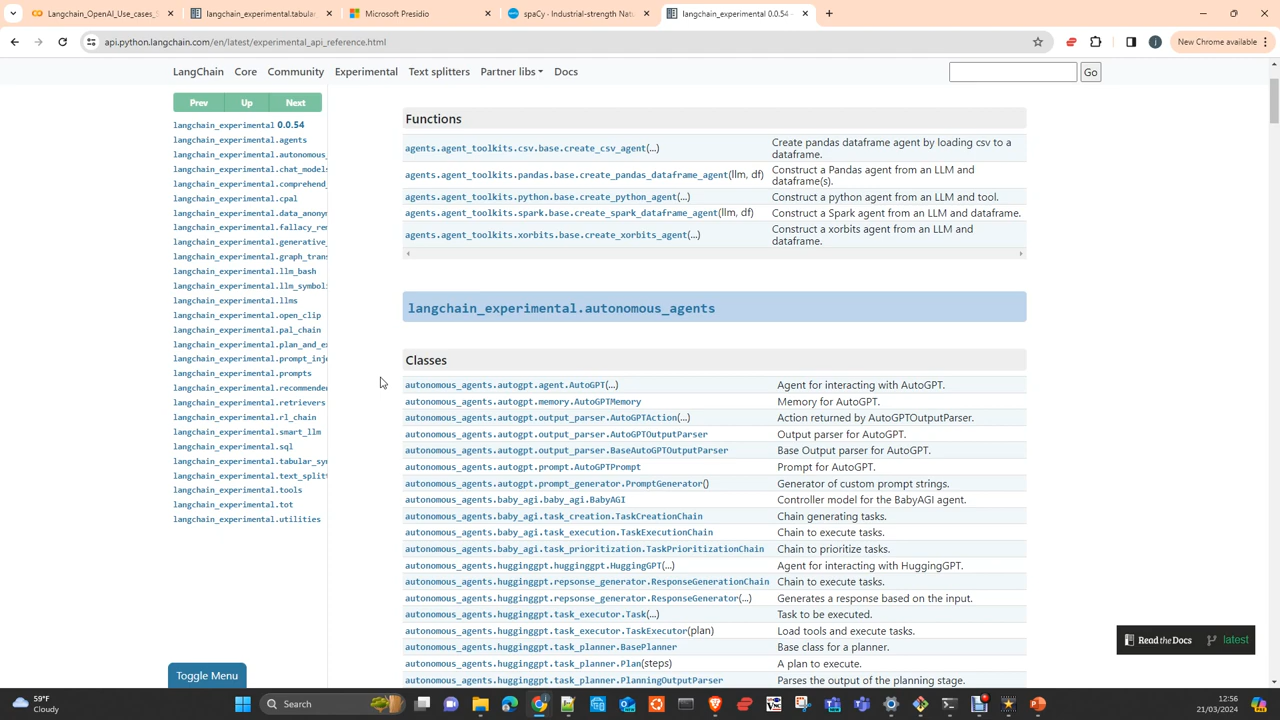 Langchain_OpenAI_Use_cases_
langchain_experimental.tabular
Microsoft Presidio
spaCy - Industrial-strength Natu
langchain_experimental 0.0.54 -
api.python.langchain.com/en/latest/experimental_api_reference.html
New Chrome available
LangChain Core Community Experimental Text splitters Partner libs Docs
Go
Prev Up Next
langchain_experimental 0.0.54
langchain_experimental.agents
langchain_experimental.autonomous_
langchain_experimental.chat_models
langchain_experimental.comprehend_
langchain_experimental.cpal
langchain_experimental.data_anonym
langchain_experimental.fallacy_rem
langchain_experimental.generative_
langchain_experimental.graph_trans
langchain_experimental.llm_bash
langchain_experimental.llm_symboli
langchain_experimental.llms
langchain_experimental.open_clip
langchain_experimental.pal_chain
langchain_experimental.plan_and_ex
langchain_experimental.prompt_inje
langchain_experimental.prompts
langchain_experimental.recommender
langchain_experimental.retrievers
langchain_experimental.rl_chain
langchain_experimental.smart_llm
langchain_experimental.sql
langchain_experimental.tabular_sy
langchain_experimental.text_splitt
langchain_experimental.tools
langchain_experimental.tot
langchain_experimental.utilities
Toggle Menu
Functions
agents.agent_toolkits.csv.base.create_csv_agent(...) Create pandas dataframe agent by loading csv to a
dataframe.
agents.agent_toolkits.pandas.base.create_pandas_dataframe_agent(llm, df) Construct a Pandas agent from an LLM and
dataframe(s).
agents.agent_toolkits.python.base.create_python_agent(...) Construct a python agent from an LLM and tool.
agents.agent_toolkits.spark.base.create_spark_dataframe_agent(llm, df) Construct a Spark agent from an LLM and dataframe.
agents.agent_toolkits.xorbits.base.create_xorbits_agent(...) Construct a xorbits agent from an LLM and
dataframe.
langchain_experimental.autonomous_agents
Classes
autonomous_agents.autogpt.agent.AutoGPT(...) Agent for interacting with AutoGPT.
autonomous_agents.autogpt.memory.AutoGPTMemory Memory for AutoGPT.
autonomous_agents.autogpt.output_parser.AutoGPTAction(...) Action returned by AutoGPTOutputParser.
autonomous_agents.autogpt.output_parser.AutoGPTOutputParser Output parser for AutoGPT.
autonomous_agents.autogpt.output_parser.BaseAutoGPTOutputParser Base Output parser for AutoGPT.
autonomous_agents.autogpt.prompt.AutoGPTPrompt Prompt for AutoGPT.
autonomous_agents.autogpt.prompt_generator.PromptGenerator() Generator of custom prompt strings.
autonomous_agents.baby_agi.baby_agi.BabyAGI Controller model for the BabyAGI agent.
autonomous_agents.baby_agi.task_creation.TaskCreationChain Chain generating tasks.
autonomous_agents.baby_agi.task_execution.TaskExecutionChain Chain to execute tasks.
autonomous_agents.baby_agi.task_prioritization.TaskPrioritizationChain Chain to prioritize tasks.
autonomous_agents.hugginggpt.hugginggpt.HuggingGPT(...) Agent for interacting with HuggingGPT.
autonomous_agents.hugginggpt.repsonse_generator.ResponseGenerationChain Chain to execute tasks.
autonomous_agents.hugginggpt.repsonse_generator.ResponseGenerator(...) Generates a response based on the input.
autonomous_agents.hugginggpt.task_executor.Task(...) Task to be executed.
autonomous_agents.hugginggpt.task_executor.TaskExecutor(plan) Load tools and execute tasks.
autonomous_agents.hugginggpt.task_planner.BasePlanner Base class for a planner.
autonomous_agents.hugginggpt.task_planner.Plan(steps) A plan to execute.
autonomous_agents.hugginggpt.task_planner.PlanningOutputParser Parses the output of the planning stage.
Read the Docs latest
59°F
Cloudy
Search
12:56
21/03/2024